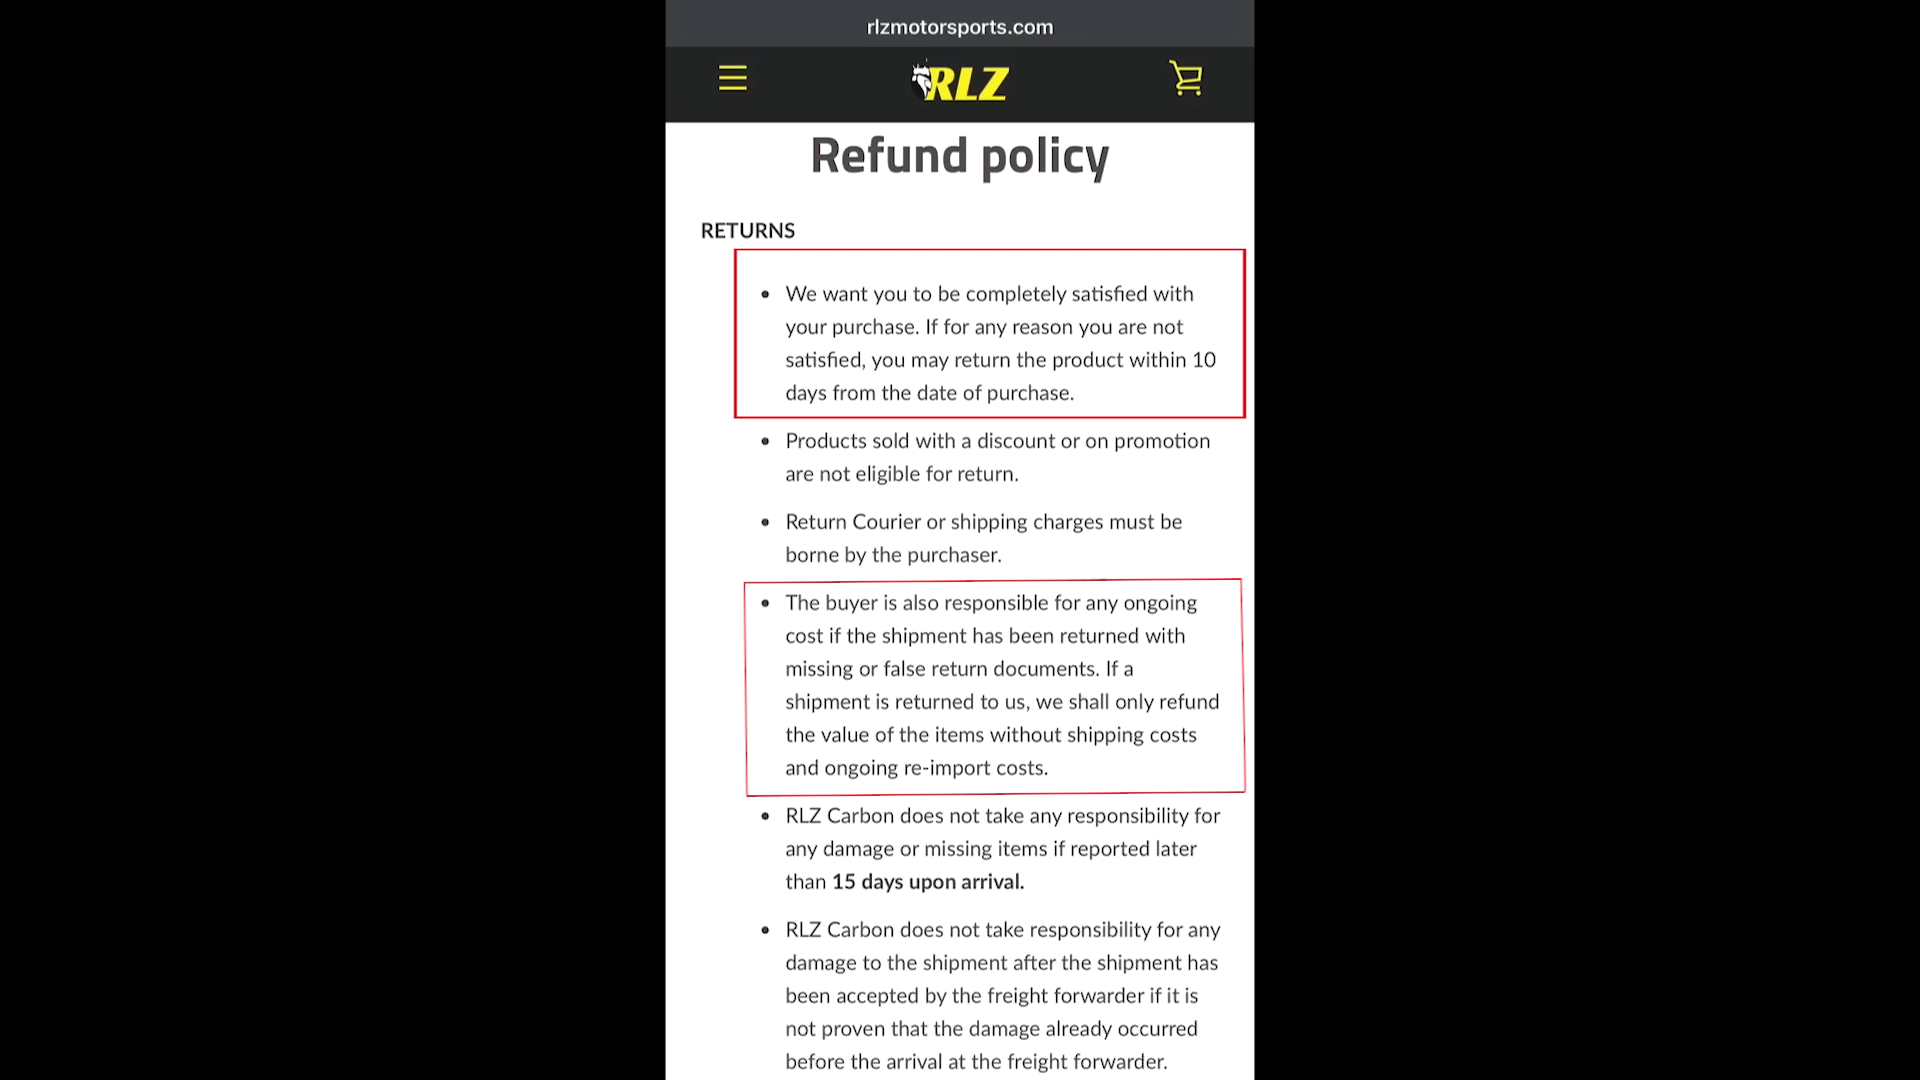 rlzmotorsports.com
RLZ
Refund policy
RETURNS
• We want you to be completely satisfied with
your purchase. If for any reason you are not
satisfied, you may return the product within 10
days from the date of purchase.
• Products sold with a discount or on promotion
are not eligible for return.
• Return Courier or shipping charges must be
borne by the purchaser.
• The buyer is also responsible for any ongoing
cost if the shipment has been returned with
missing or false return documents. If a
shipment is returned to us, we shall only refund
the value of the items without shipping costs
and ongoing re-import costs.
• RLZ Carbon does not take any responsibility for
any damage or missing items if reported later
than 15 days upon arrival.
• RLZ Carbon does not take responsibility for any
damage to the shipment after the shipment has
been accepted by the freight forwarder if it is
not proven that the damage already occurred
before the arrival at the freight forwarder.